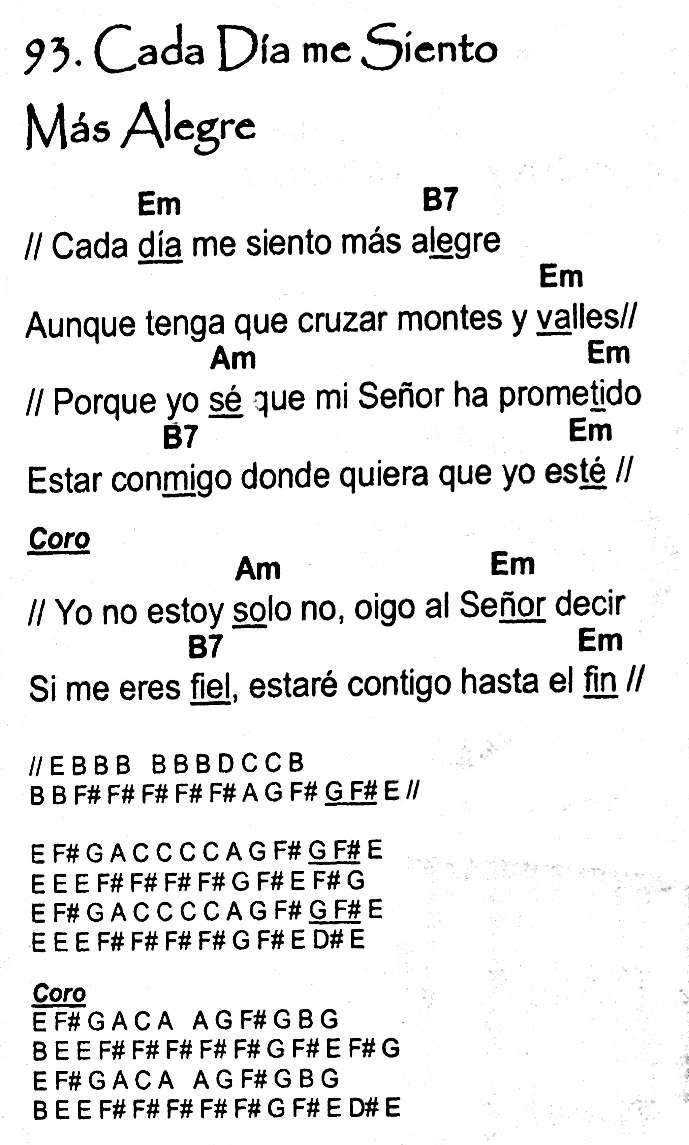 93. Cada Día me Siento
Más Alegre
Em B7
// Cada día me siento más alegre
Em
Aunque tenga que cruzar montes y valles//
Am Em
// Porque yo sé que mi Señor ha prometido
B7 Em
Estar conmigo donde quiera que yo esté //
Coro
Am Em
// Yo no estoy solo no, oigo al Señor decir
B7 Em
Si me eres fiel, estaré contigo hasta el fin //
// E B B B B B B D C C B
B B F# F# F# F# F# A G F# G F# E //
E F# G A C C C C A G F# G F# E
E E E F# F# F# F# G F# E F# G
E F# G A C C C C A G F# G F# E
E E E F# F# F# F# G F# E D# E
Coro
E F# G A C A A G F# G B G
B E E F# F# F# F# F# G F# E F# G
E F# G A C A A G F# G B G
B E E F# F# F# F# F# G F# E D# E